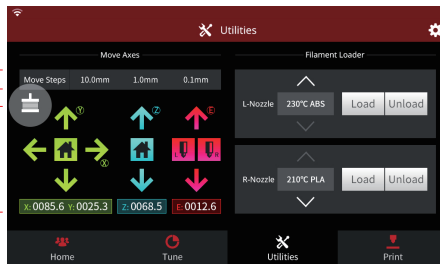 Utilities
Move Axes
Filament Loader
Move Steps 10.0mm 1.0mm 0.1mm
Y
Z
E
X
L-Nozzle 230℃ ABS Load Unload
L R
R-Nozzle 210℃ PLA Load Unload
X: 0085.6 Y: 0025.3 Z: 0068.5 E: 0012.6
Home Tune Utilities Print